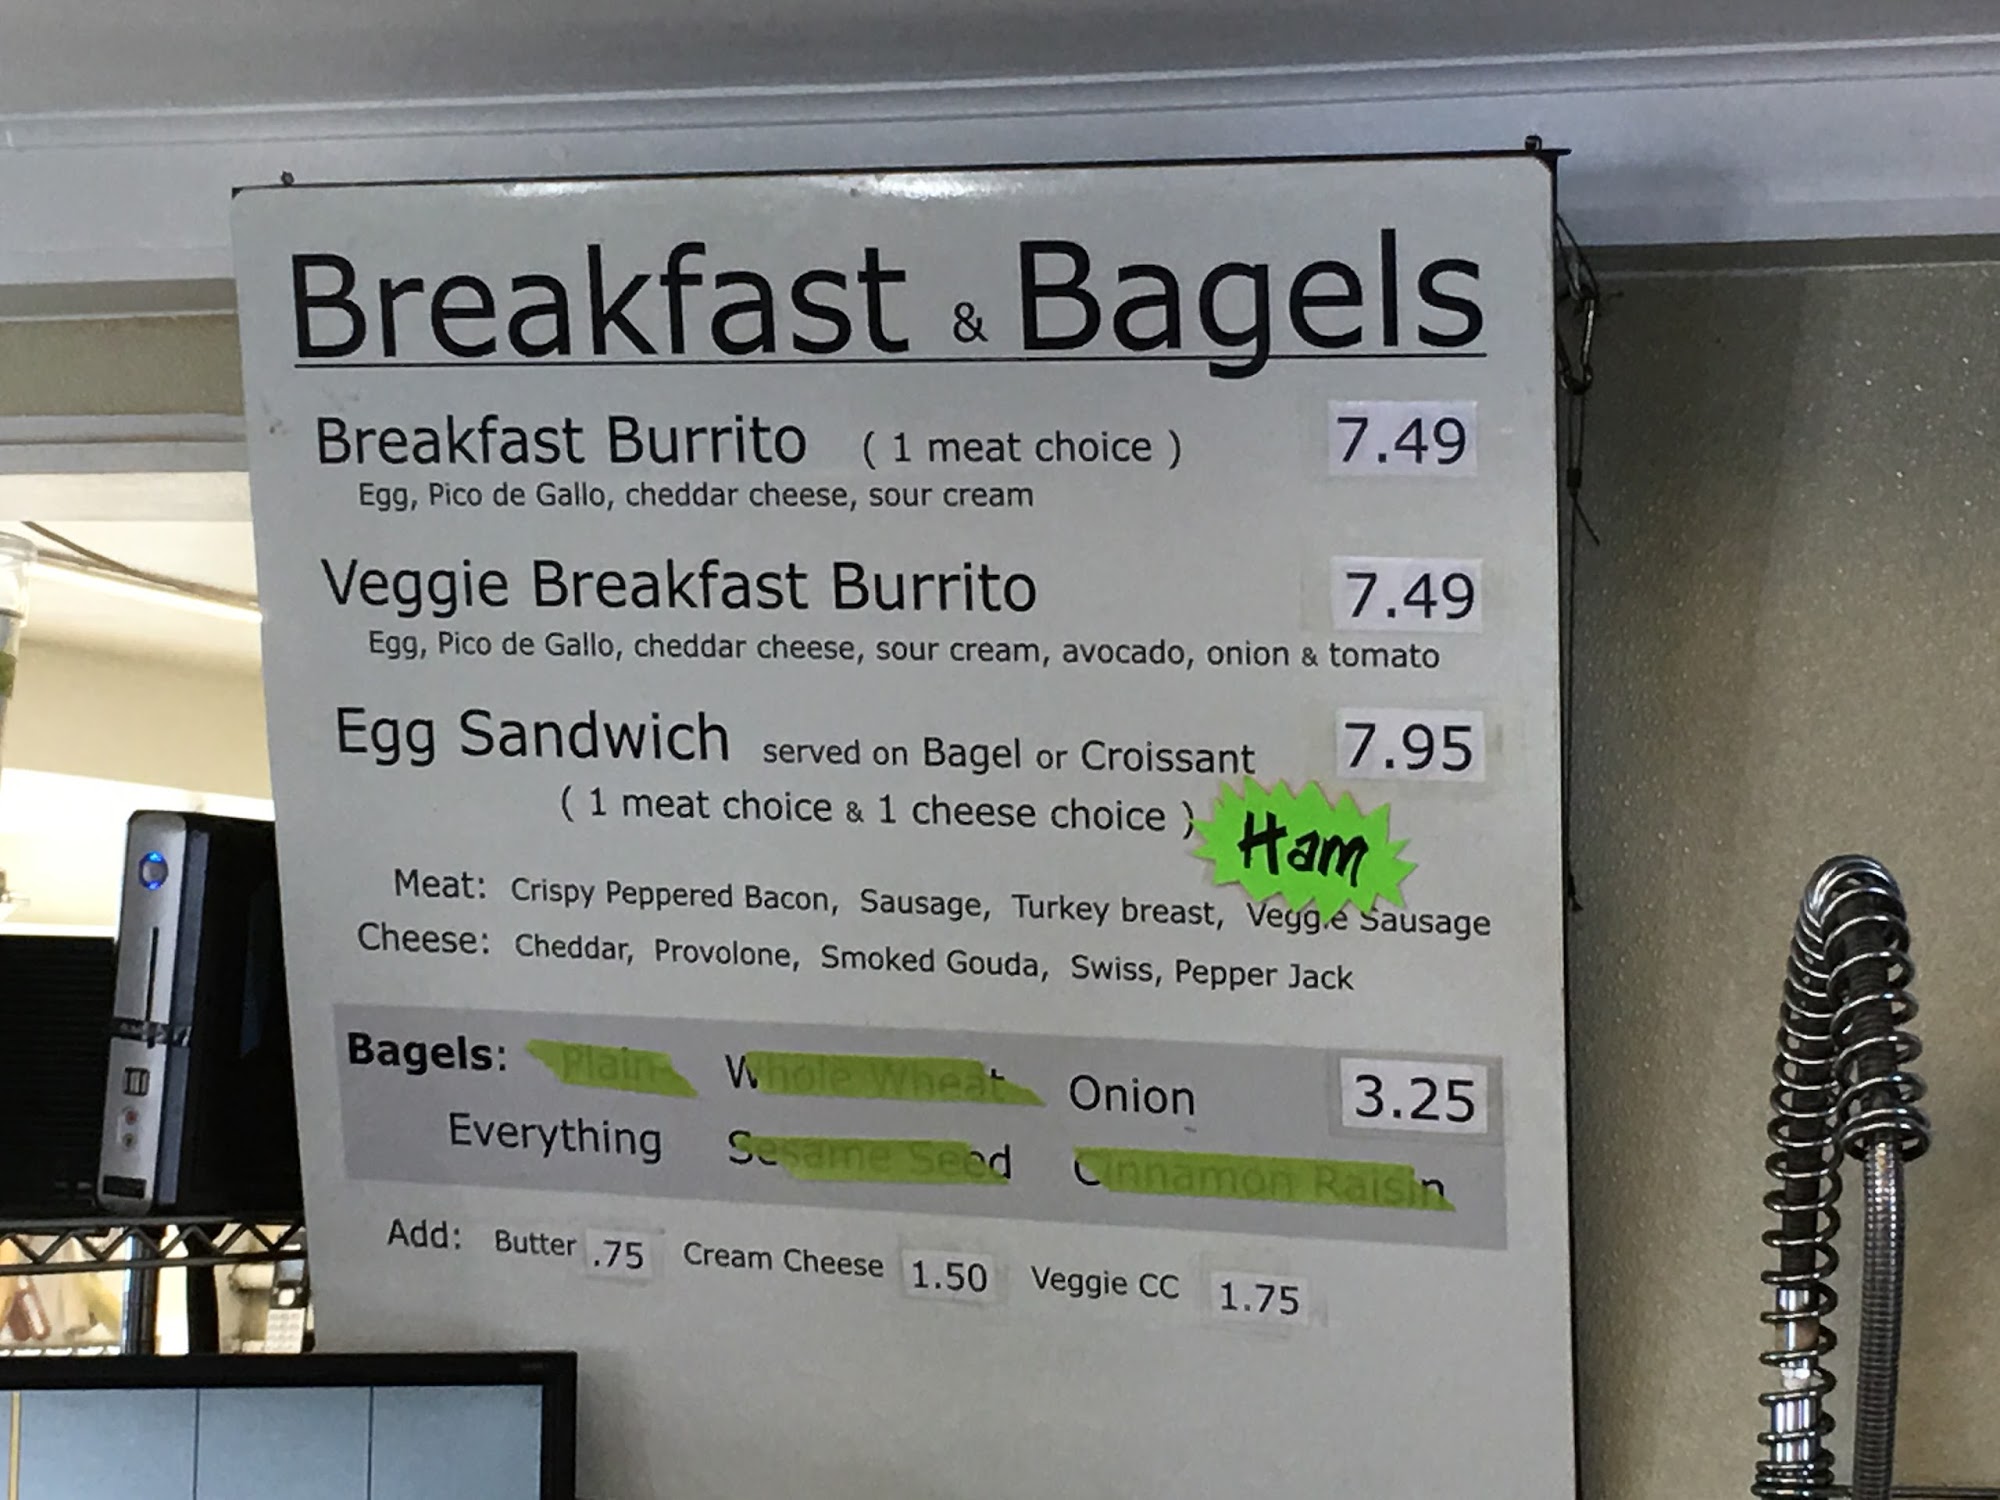 Breakfast & Bagels
Breakfast Burrito ( 1 meat choice ) 7.49
Egg, Pico de Gallo, cheddar cheese, sour cream
Veggie Breakfast Burrito 7.49
Egg, Pico de Gallo, cheddar cheese, sour cream, avocado, onion & tomato
Egg Sandwich served on Bagel or Croissant 7.95
( 1 meat choice & 1 cheese choice )
Ham
Meat: Crispy Peppered Bacon, Sausage, Turkey breast, Veggie Sausage
Cheese: Cheddar, Provolone, Smoked Gouda, Swiss, Pepper Jack
Bagels: Plain Whole Wheat Onion 3.25
Everything Sesame Seed Cinnamon Raisin
Add: Butter .75 Cream Cheese 1.50 Veggie CC 1.75